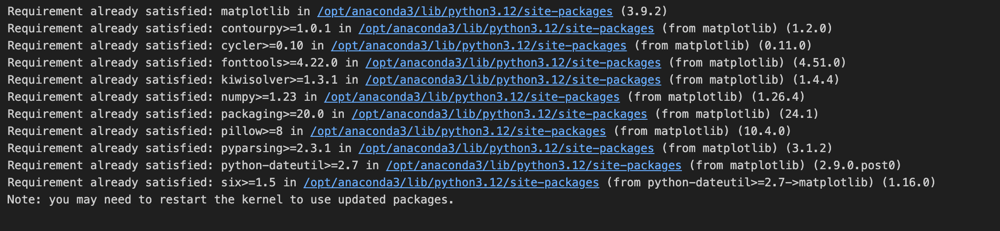 Requirement already satisfied: matplotlib in /opt/anaconda3/lib/python3.12/site-packages (3.9.2)
Requirement already satisfied: contourpy>=1.0.1 in /opt/anaconda3/lib/python3.12/site-packages (from matplotlib) (1.2.0)
Requirement already satisfied: cycler>=0.10 in /opt/anaconda3/lib/python3.12/site-packages (from matplotlib) (0.11.0)
Requirement already satisfied: fonttools>=4.22.0 in /opt/anaconda3/lib/python3.12/site-packages (from matplotlib) (4.51.0)
Requirement already satisfied: kiwisolver>=1.3.1 in /opt/anaconda3/lib/python3.12/site-packages (from matplotlib) (1.4.4)
Requirement already satisfied: numpy>=1.23 in /opt/anaconda3/lib/python3.12/site-packages (from matplotlib) (1.26.4)
Requirement already satisfied: packaging>=20.0 in /opt/anaconda3/lib/python3.12/site-packages (from matplotlib) (24.1)
Requirement already satisfied: pillow>=8 in /opt/anaconda3/lib/python3.12/site-packages (from matplotlib) (10.4.0)
Requirement already satisfied: pyparsing>=2.3.1 in /opt/anaconda3/lib/python3.12/site-packages (from matplotlib) (3.1.2)
Requirement already satisfied: python-dateutil>=2.7 in /opt/anaconda3/lib/python3.12/site-packages (from matplotlib) (2.9.0.post0)
Requirement already satisfied: six>=1.5 in /opt/anaconda3/lib/python3.12/site-packages (from python-dateutil>=2.7->matplotlib) (1.16.0)
Note: you may need to restart the kernel to use updated packages.